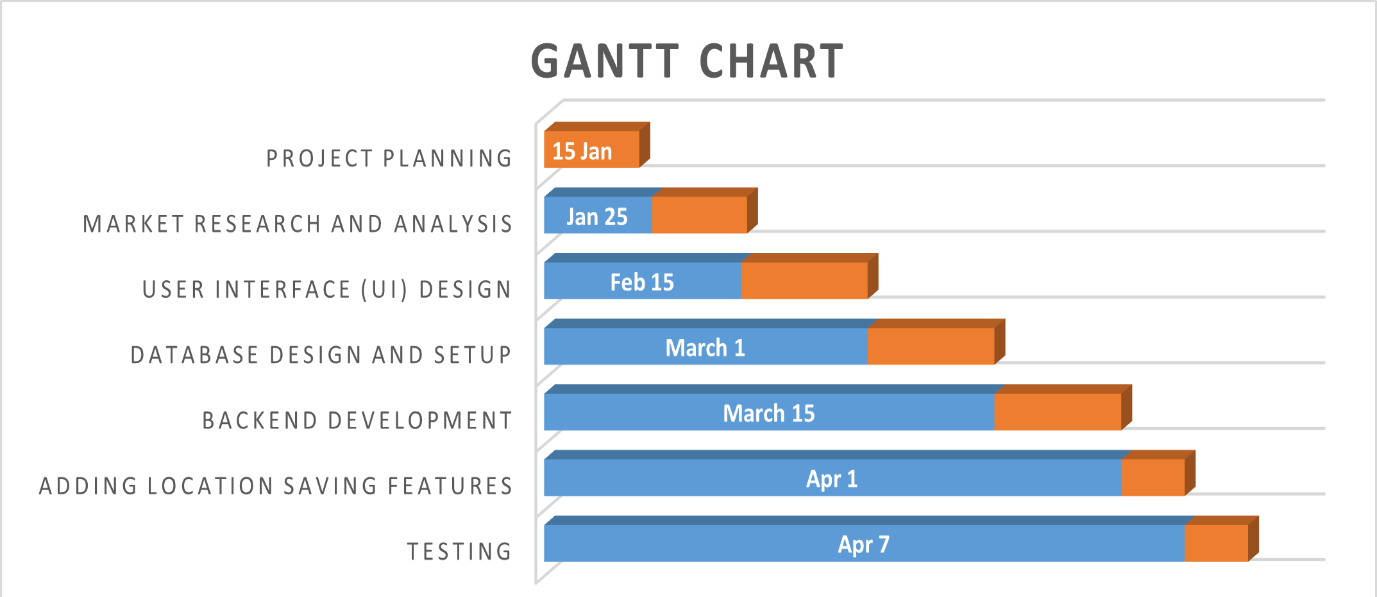 GANTT CHART
PROJECT PLANNING
15 Jan
MARKET RESEARCH AND ANALYSIS
Jan 25
USER INTERFACE (UI) DESIGN
Feb 15
DATABASE DESIGN AND SETUP
March 1
BACKEND DEVELOPMENT
March 15
ADDING LOCATION SAVING FEATURES
Apr 1
TESTING
Apr 7